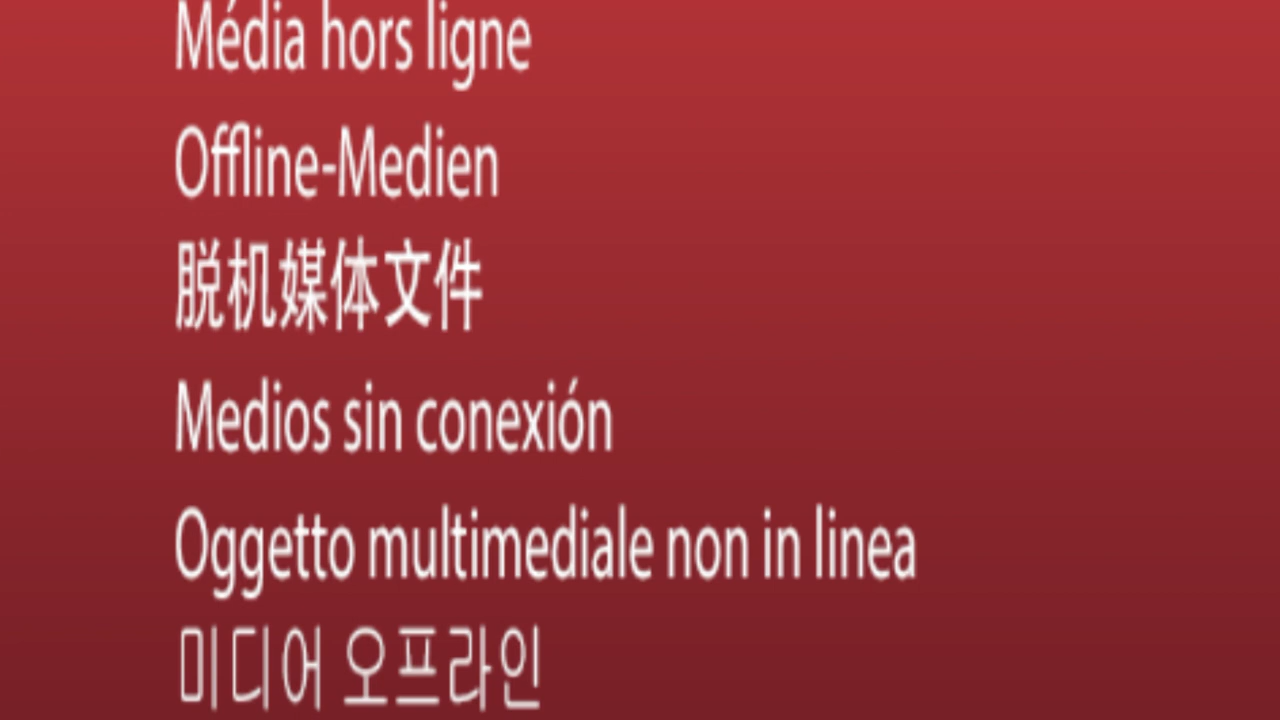 Média hors ligne
Offline-Medien
脱机媒体文件
Medios sin conexión
Oggetto multimediale non in linea
미디어 오프라인